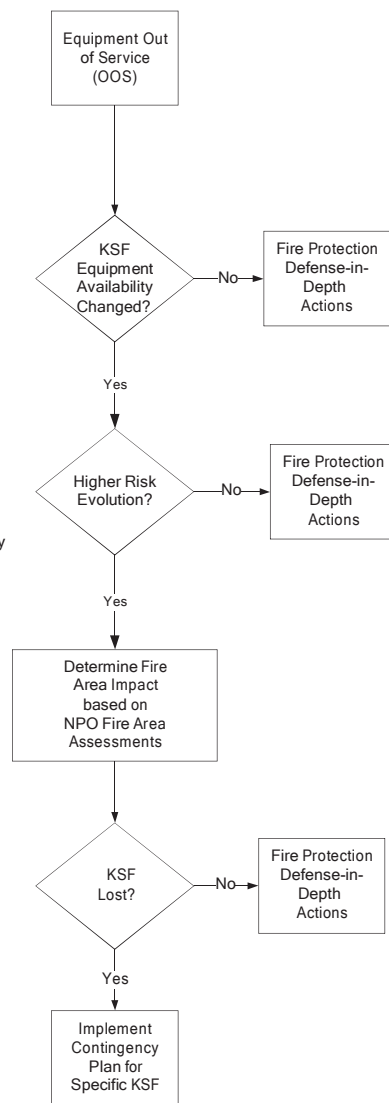 Equipment Out
of Service
(OOS)
KSF
Equipment
Availability
Changed?
No
Fire Protection
Defense-in-
Depth
Actions
Yes
Higher Risk
Evolution?
No
Fire Protection
Defense-in-
Depth
Actions
y
Yes
Determine Fire
Area Impact
based on
NPO Fire Area
Assessments
KSF
Lost?
No
Fire Protection
Defense-in-
Depth
Actions
Yes
Implement
Contingency
Plan for
Specific KSF